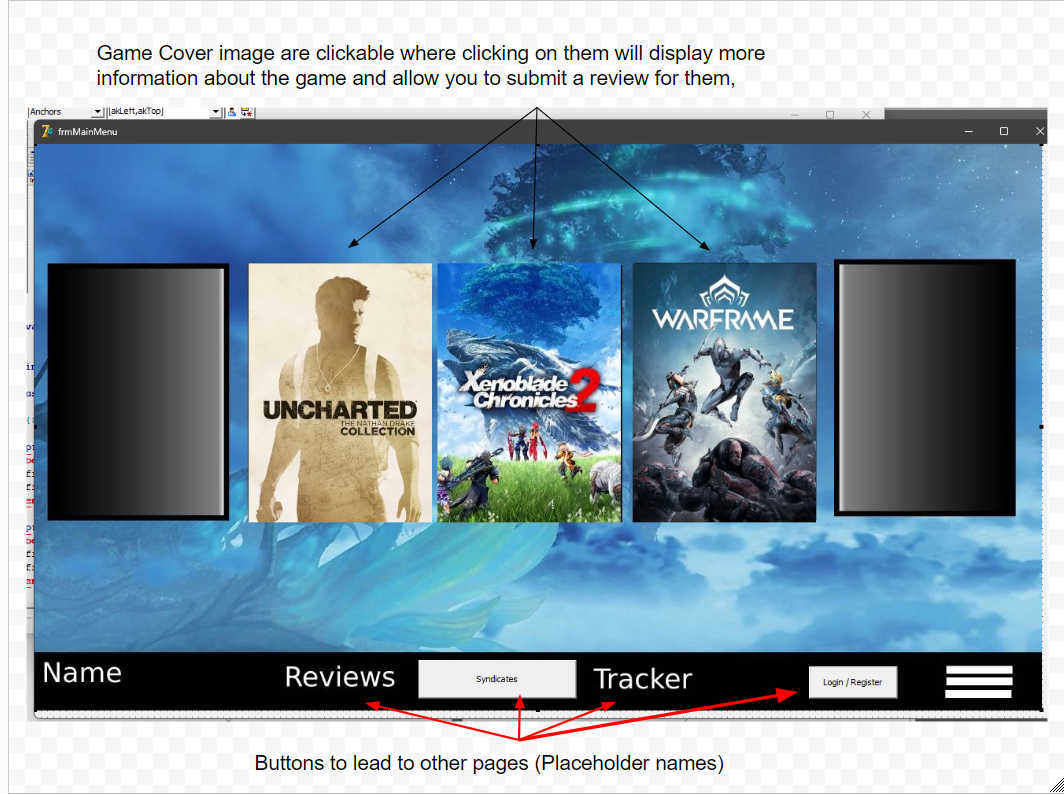 Game Cover image are clickable where clicking on them will display more
information about the game and allow you to submit a review for them,
Anchors [akLeft,akTop]
frmMainMenu
UNCHARTED
THE NATHAN DRAKE
COLLECTION
Xenoblade
Chronicles 2
WARFRAME
Name Reviews Syndicates Tracker Login / Register
Buttons to lead to other pages (Placeholder names)